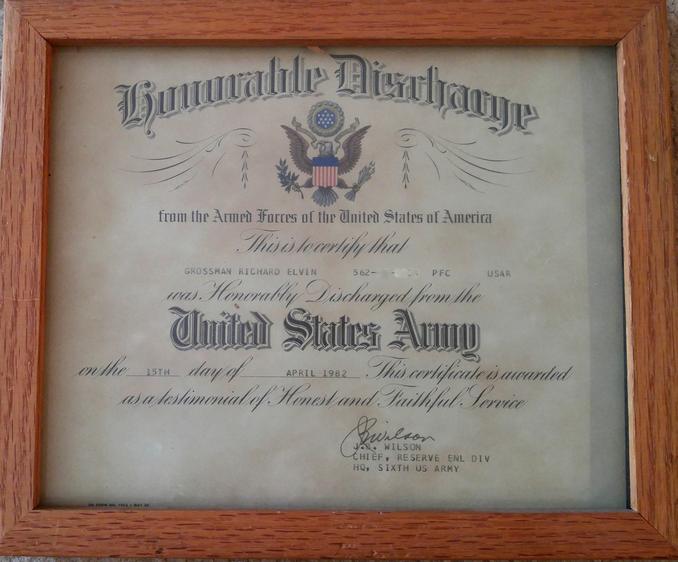 Honorable Discharge
from the Armed Forces of the United States of America
This is to certify that
GROSSMAN RICHARD ELVIN 562- PFC USAR
was Honorably Discharged from the
United States Army
on the 15TH day of APRIL 1982 This certificate is awarded
as a testimonial of Honest and Faithful Service
J.B. Wilson
WILSON
CHIEF, RESERVE ENL DIV
HQ, SIXTH US ARMY